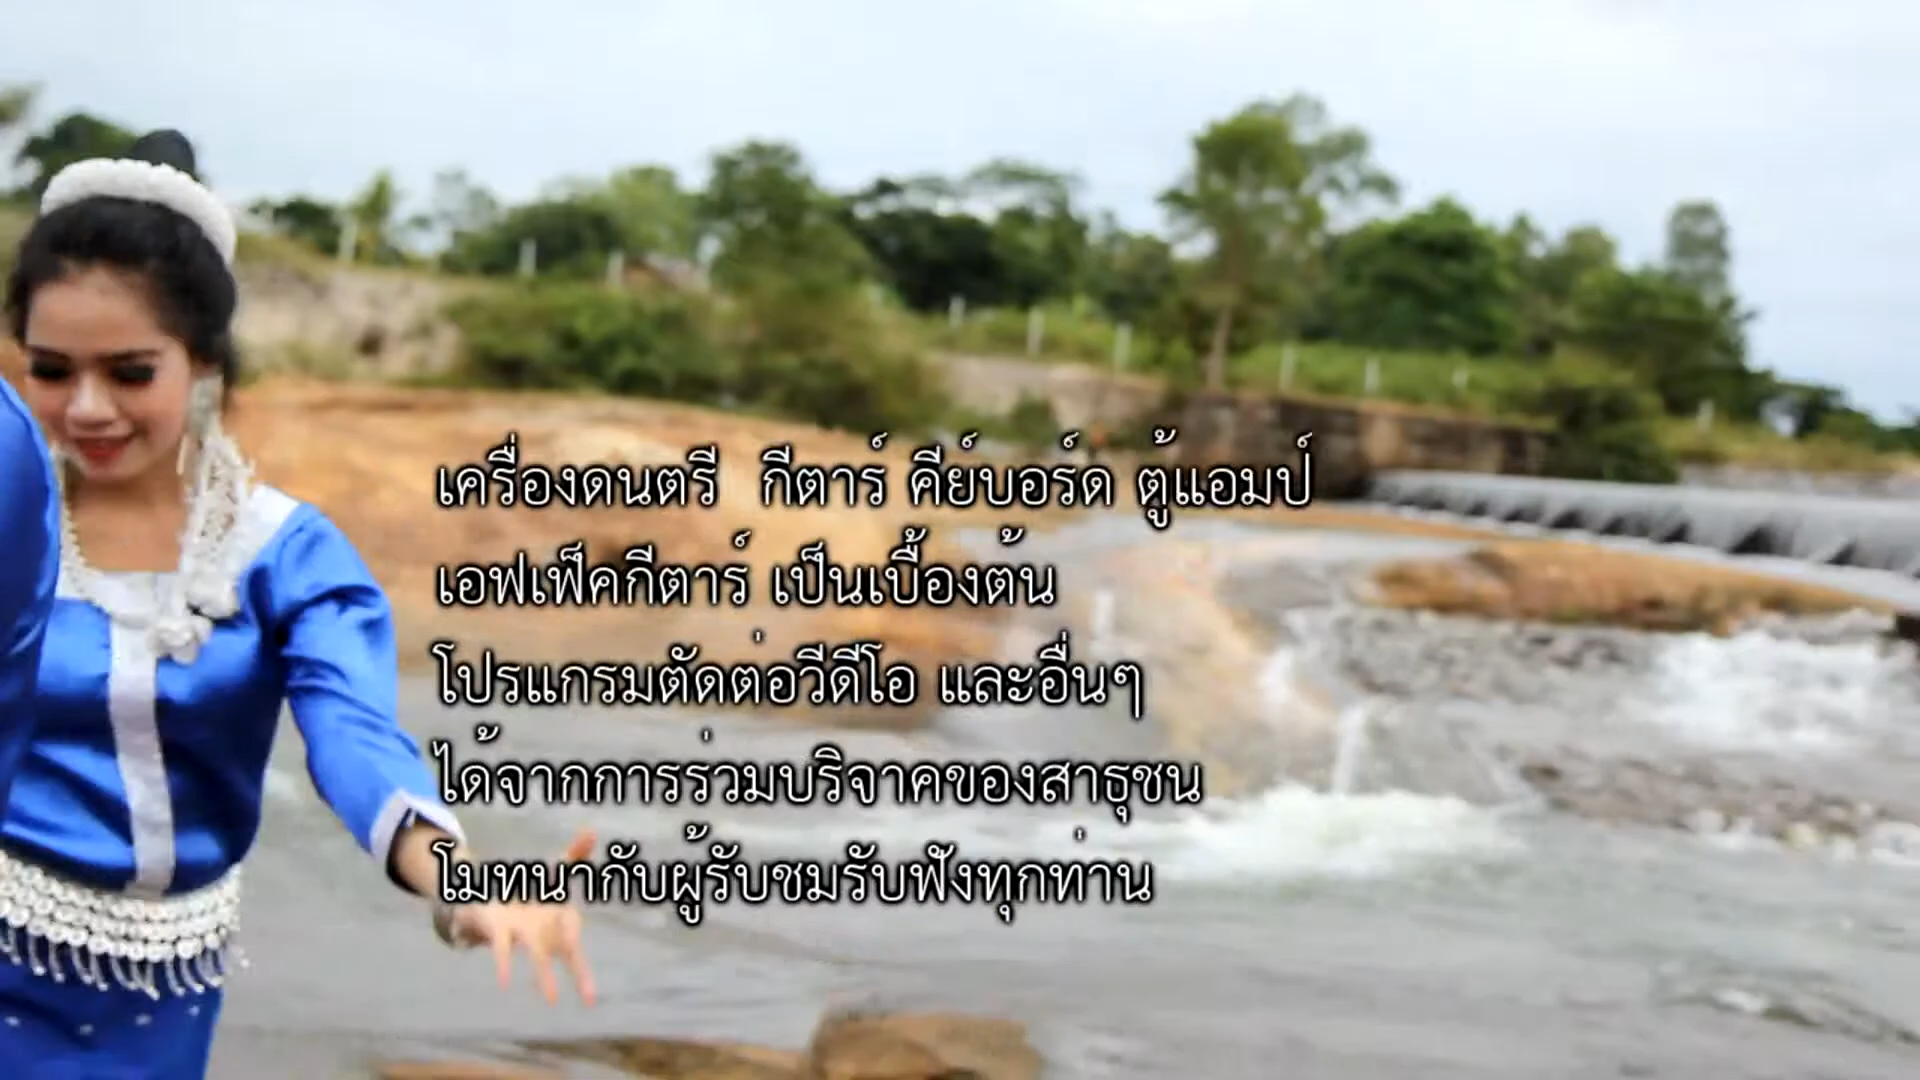 เครื่องดนตรี  กีตาร์ คีย์บอร์ด ตู้แอมป์
เอฟเฟ็คกีตาร์ เป็นเบื้องต้น
โปรแกรมตัดต่อวีดีโอ และอื่นๆ
ได้จากการร่วมบริจาคของสาธุชน
โมทนากับผู้รับชมรับฟังทุกท่าน